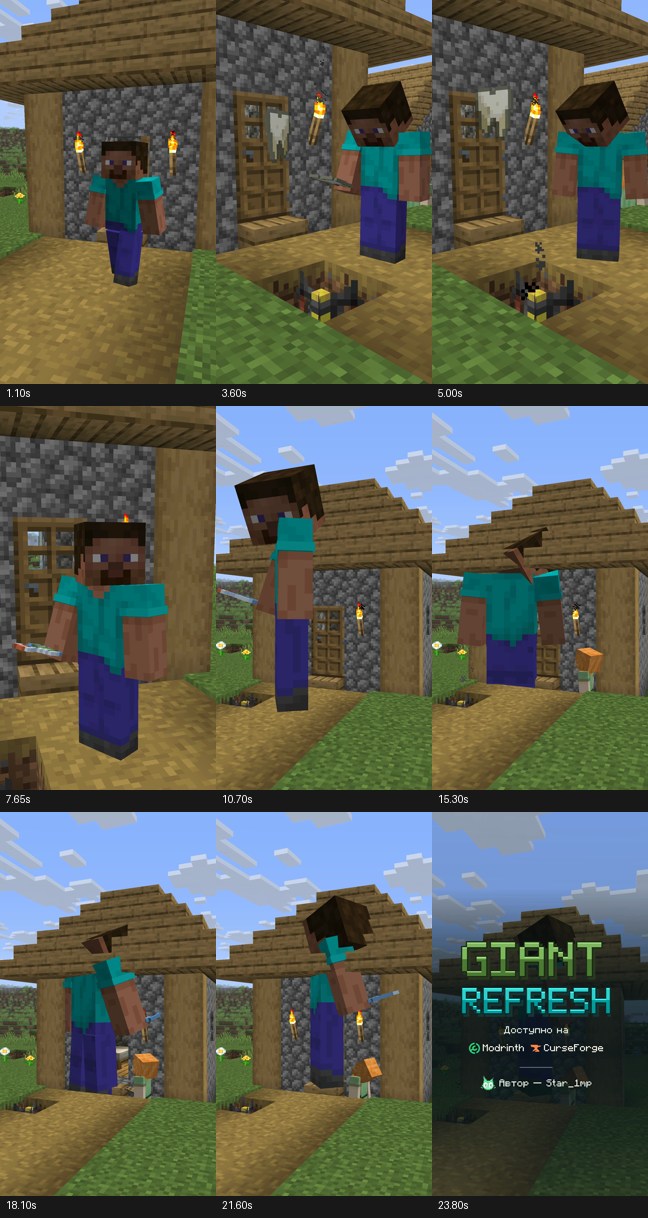 1.10s
3.60s
5.00s
7.65s
10.70s
15.30s
18.10s
21.60s
GIANT
REFRESH
Доступно на
Modrinth CurseForge
Автор — Star_1mp
23.80s